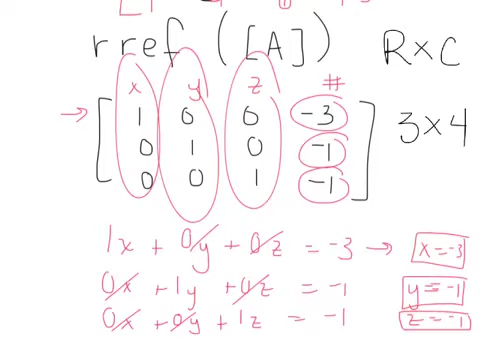 rref ([A]) R×C
x y z #
→ [ 1 0 0 -3
0 1 0 -1 3×4
0 0 1 -1 ]
1x + 0y + 0z = -3 → x=-3
0x + 1y + 0z = -1 y=-1
0x + 0y + 1z = -1 z=-1